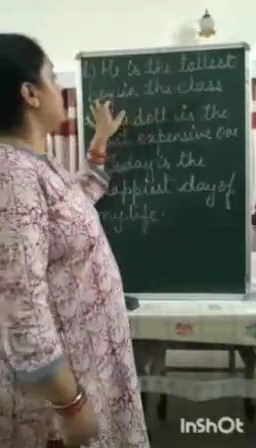 b) He is the tallest
boy in the class
doll is the
extensive one
day is the
happiest day of
my life.
InShOt